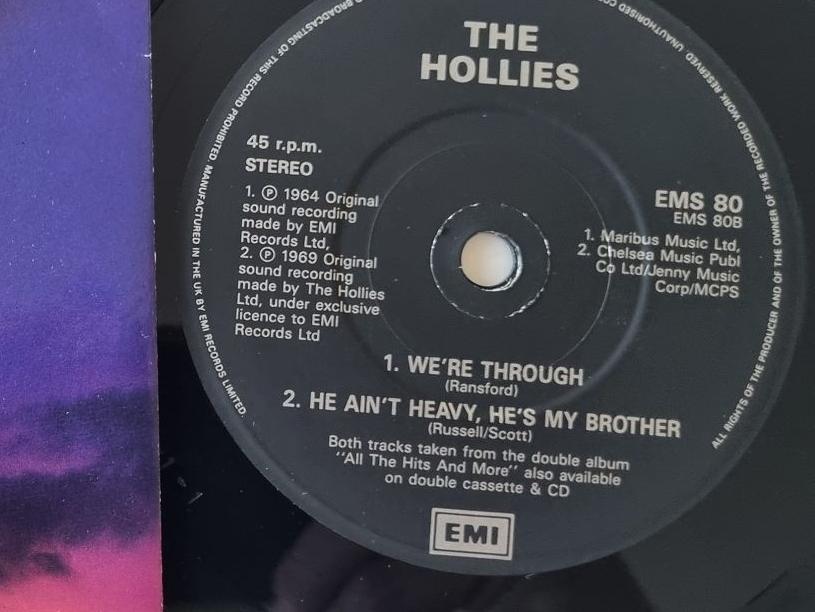 THE
HOLLIES
45 r.p.m.
STEREO
1. Ⓟ 1964 Original
sound recording
made by EMI
Records Ltd,
2. Ⓟ 1969 Original
sound recording
made by The Hollies
Ltd, under exclusive
licence to EMI
Records Ltd
EMS 80
EMS 80B
1. Maribus Music Ltd,
2. Chelsea Music Publ
Co Ltd/Jenny Music
Corp/MCPS
1. WE'RE THROUGH
(Ransford)
2. HE AIN'T HEAVY, HE'S MY BROTHER
(Russell/Scott)
Both tracks taken from the double album
"All The Hits And More" also available
on double cassette & CD
EMI
ALL RIGHTS OF THE PRODUCER AND OF THE OWNER OF THE RECORDED WORK RESERVED. UNAUTHORISED
BROADCASTING OF THIS RECORD PROHIBITED. MANUFACTURED IN THE UK BY EMI RECORDS LIMITED.